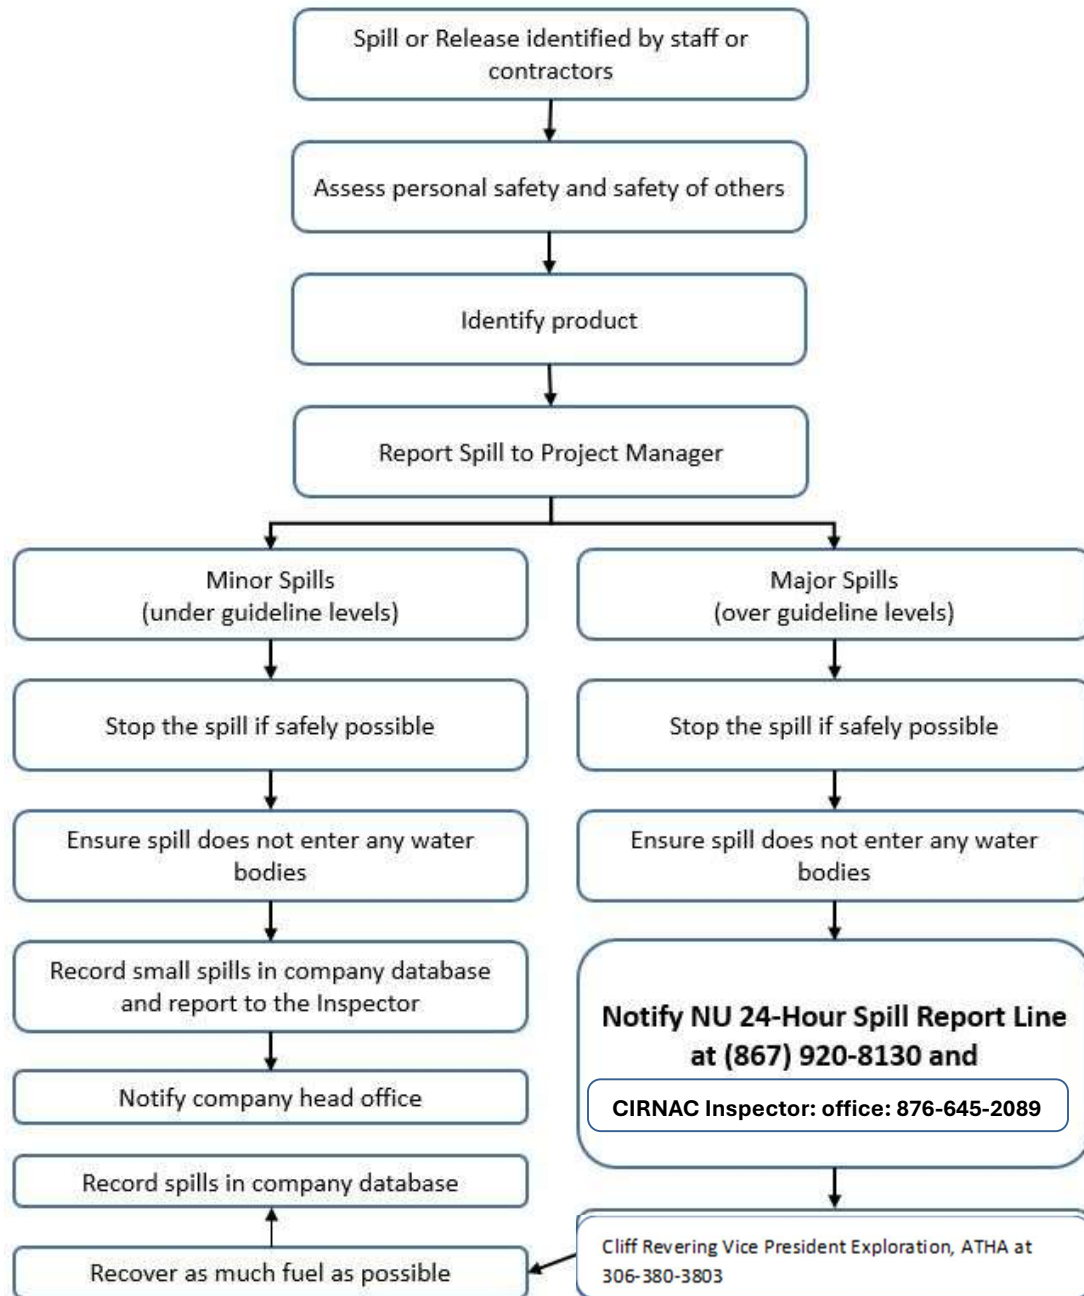 Spill or Release identified by staff or
contractors
Assess personal safety and safety of others
Identify product
Report Spill to Project Manager
Minor Spills
(under guideline levels)
Major Spills
(over guideline levels)
Stop the spill if safely possible
Stop the spill if safely possible
Ensure spill does not enter any water
bodies
Ensure spill does not enter any water
bodies
Record small spills in company database
and report to the Inspector
Notify NU 24-Hour Spill Report Line
at (867) 920-8130 and
CIRNAC Inspector: office: 876-645-2089
Notify company head office
Record spills in company database
Cliff Revering Vice President Exploration, ATHA at
306-380-3803
Recover as much fuel as possible